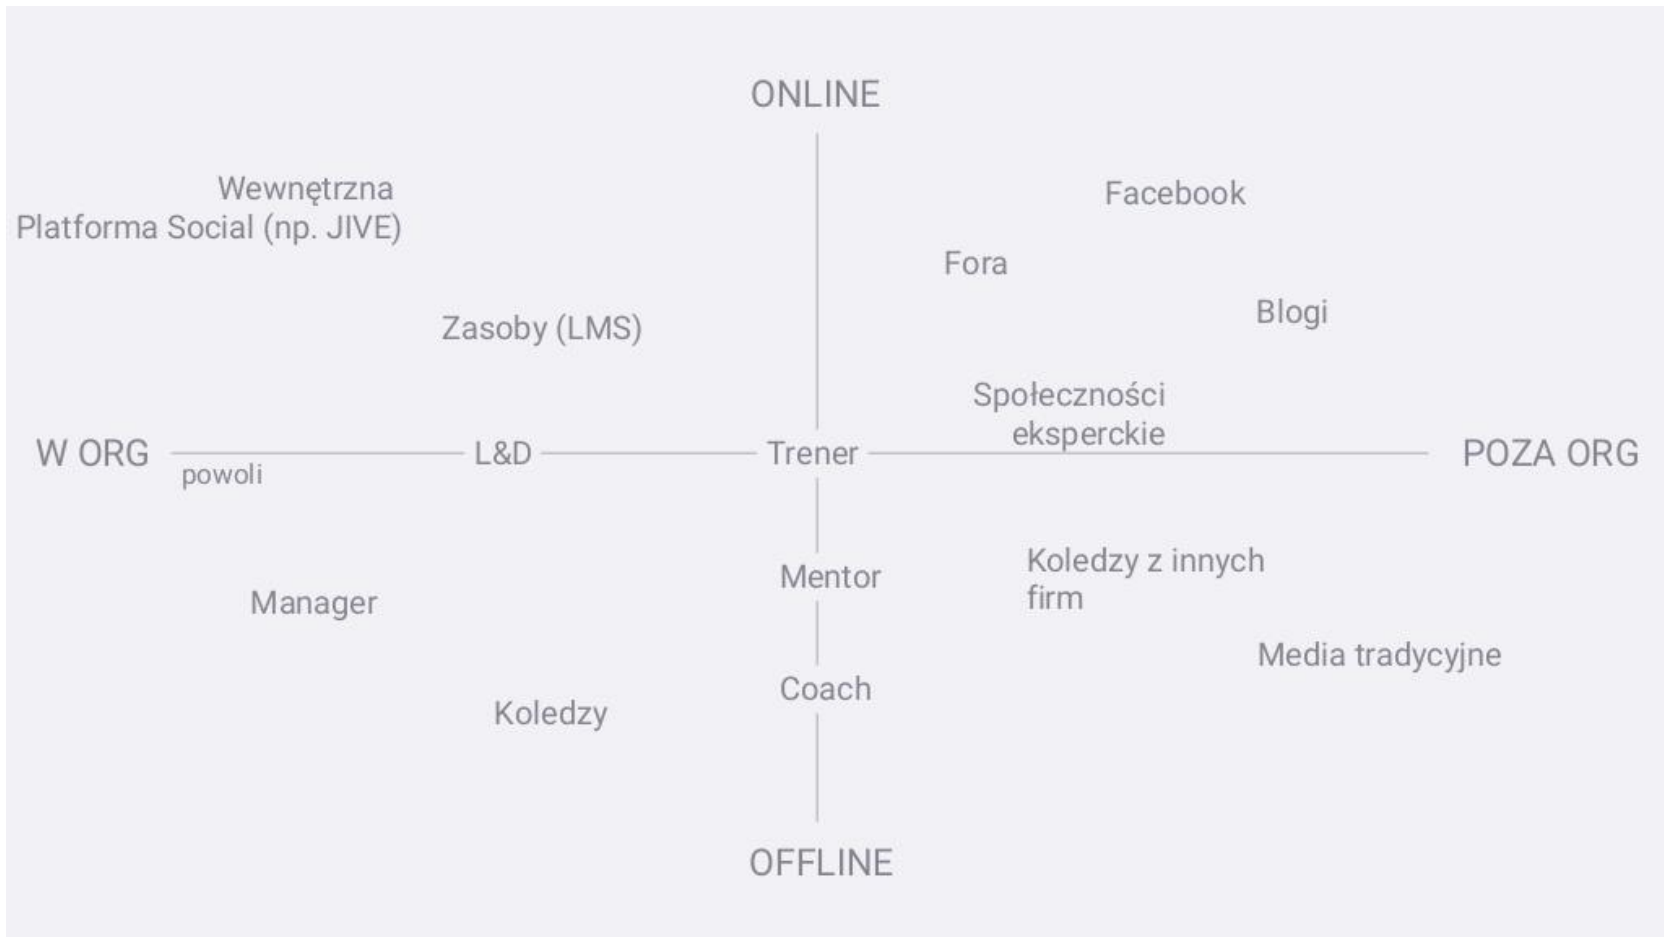 ONLINE
Wewnętrzna
Platforma Social (np. JIVE)
Facebook
Fora
Blogi
Zasoby (LMS)
Społeczności
eksperckie
W ORG
L&D
Trener
POZA ORG
powoli
Koledzy z innych
firm
Mentor
Manager
Media tradycyjne
Coach
Koledzy
OFFLINE